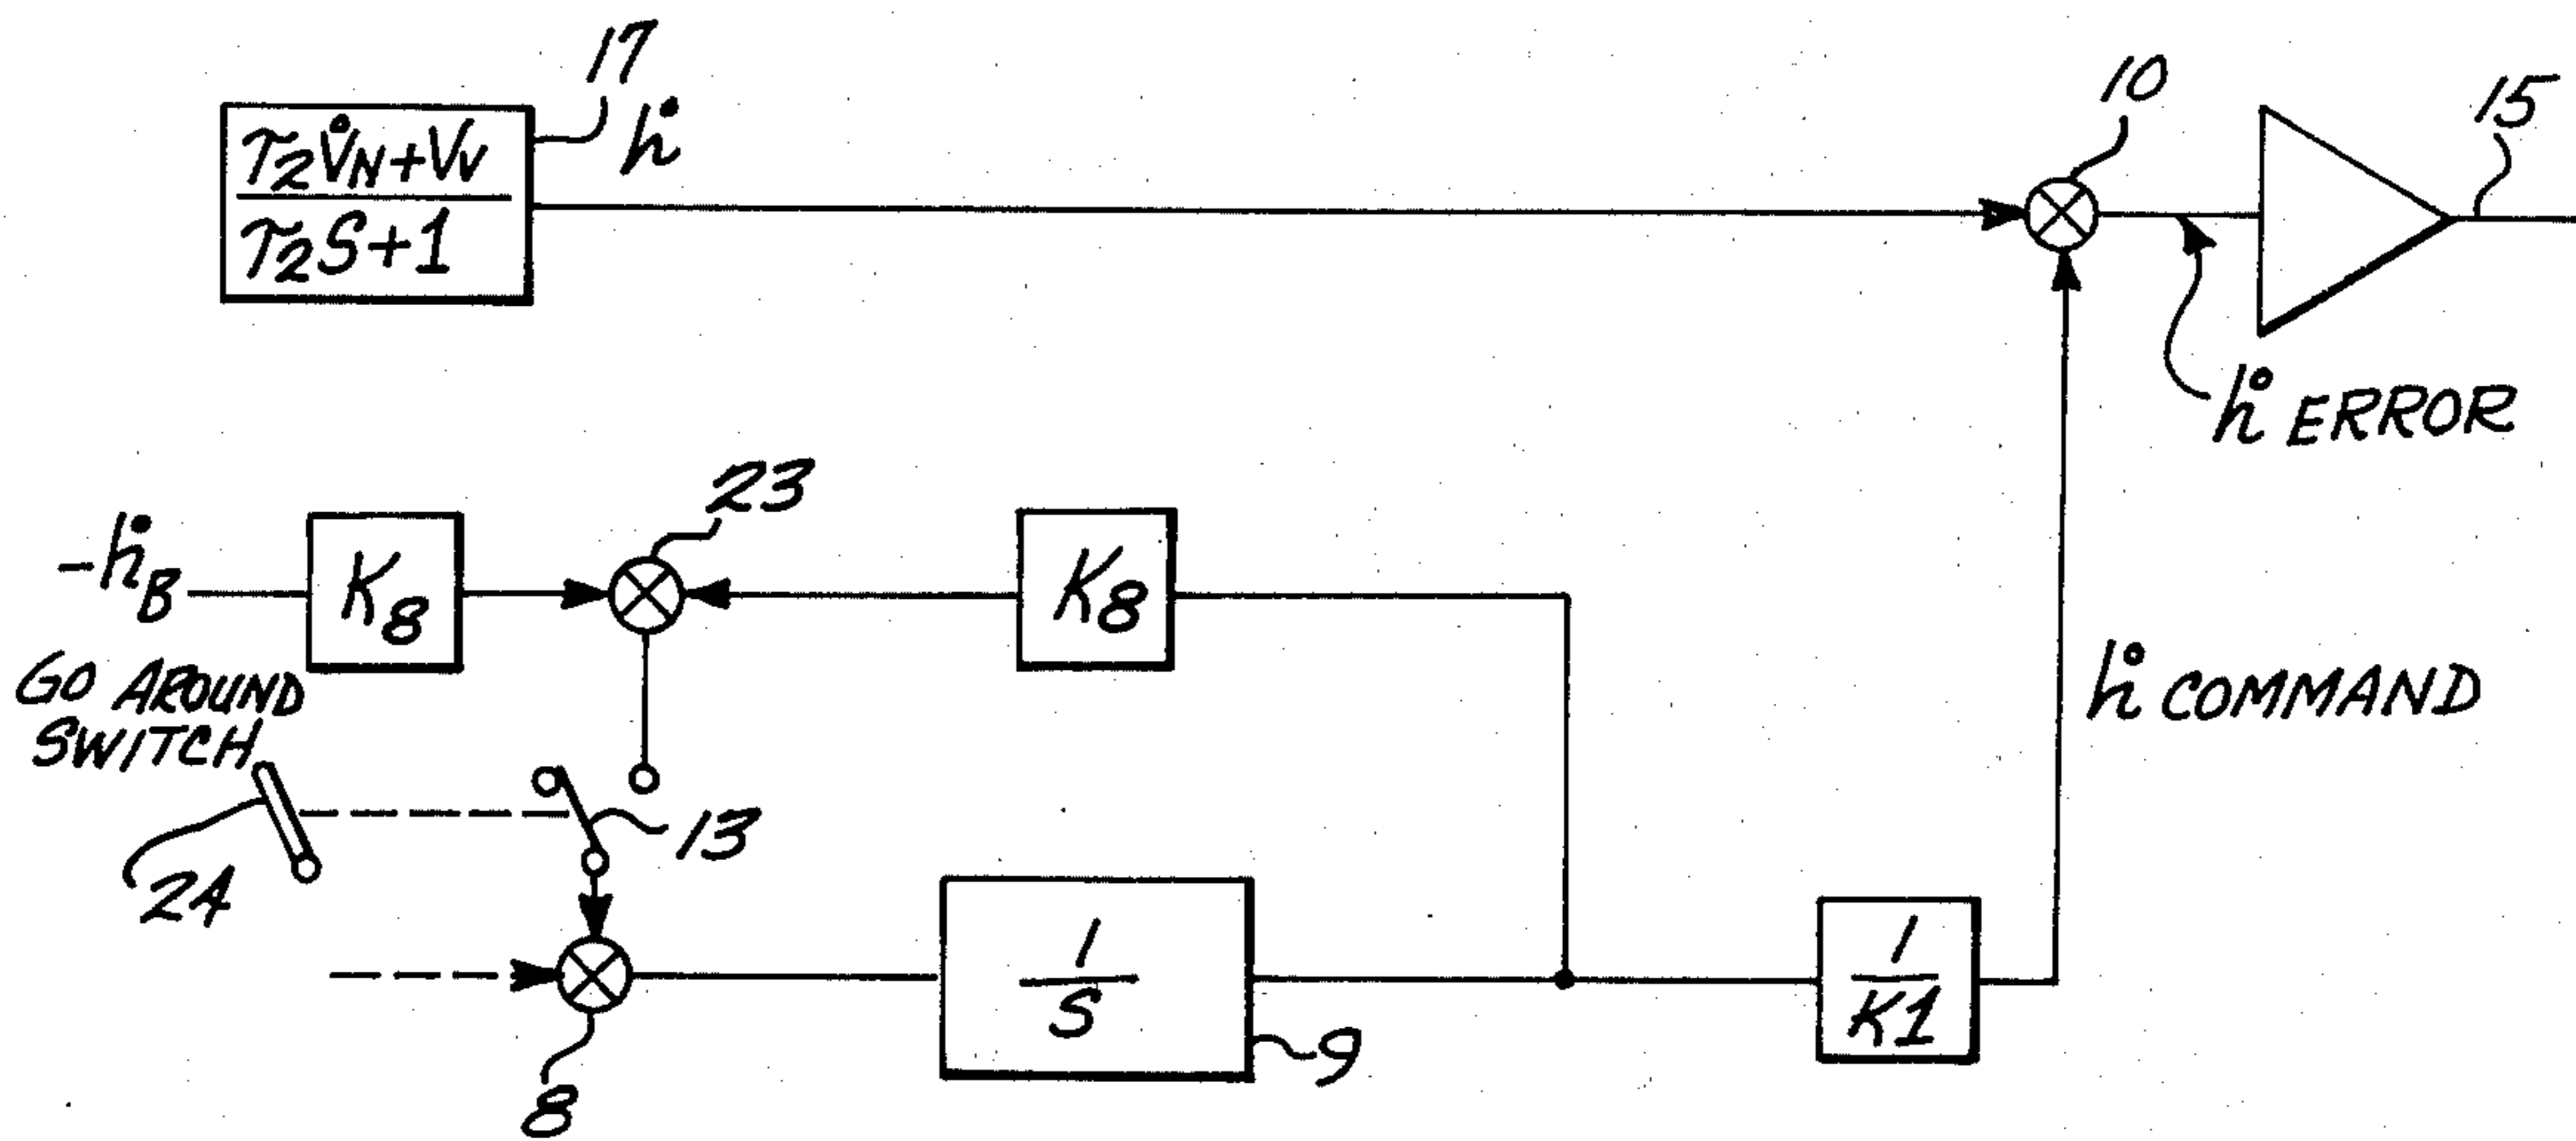 17
ḣ
τ2V̇N+VV
τ2S+1
10
15
ḣ ERROR
23
-ḣB
K8
K8
GO AROUND
SWITCH
24
13
ḣ COMMAND
1
S
9
1
K1
8